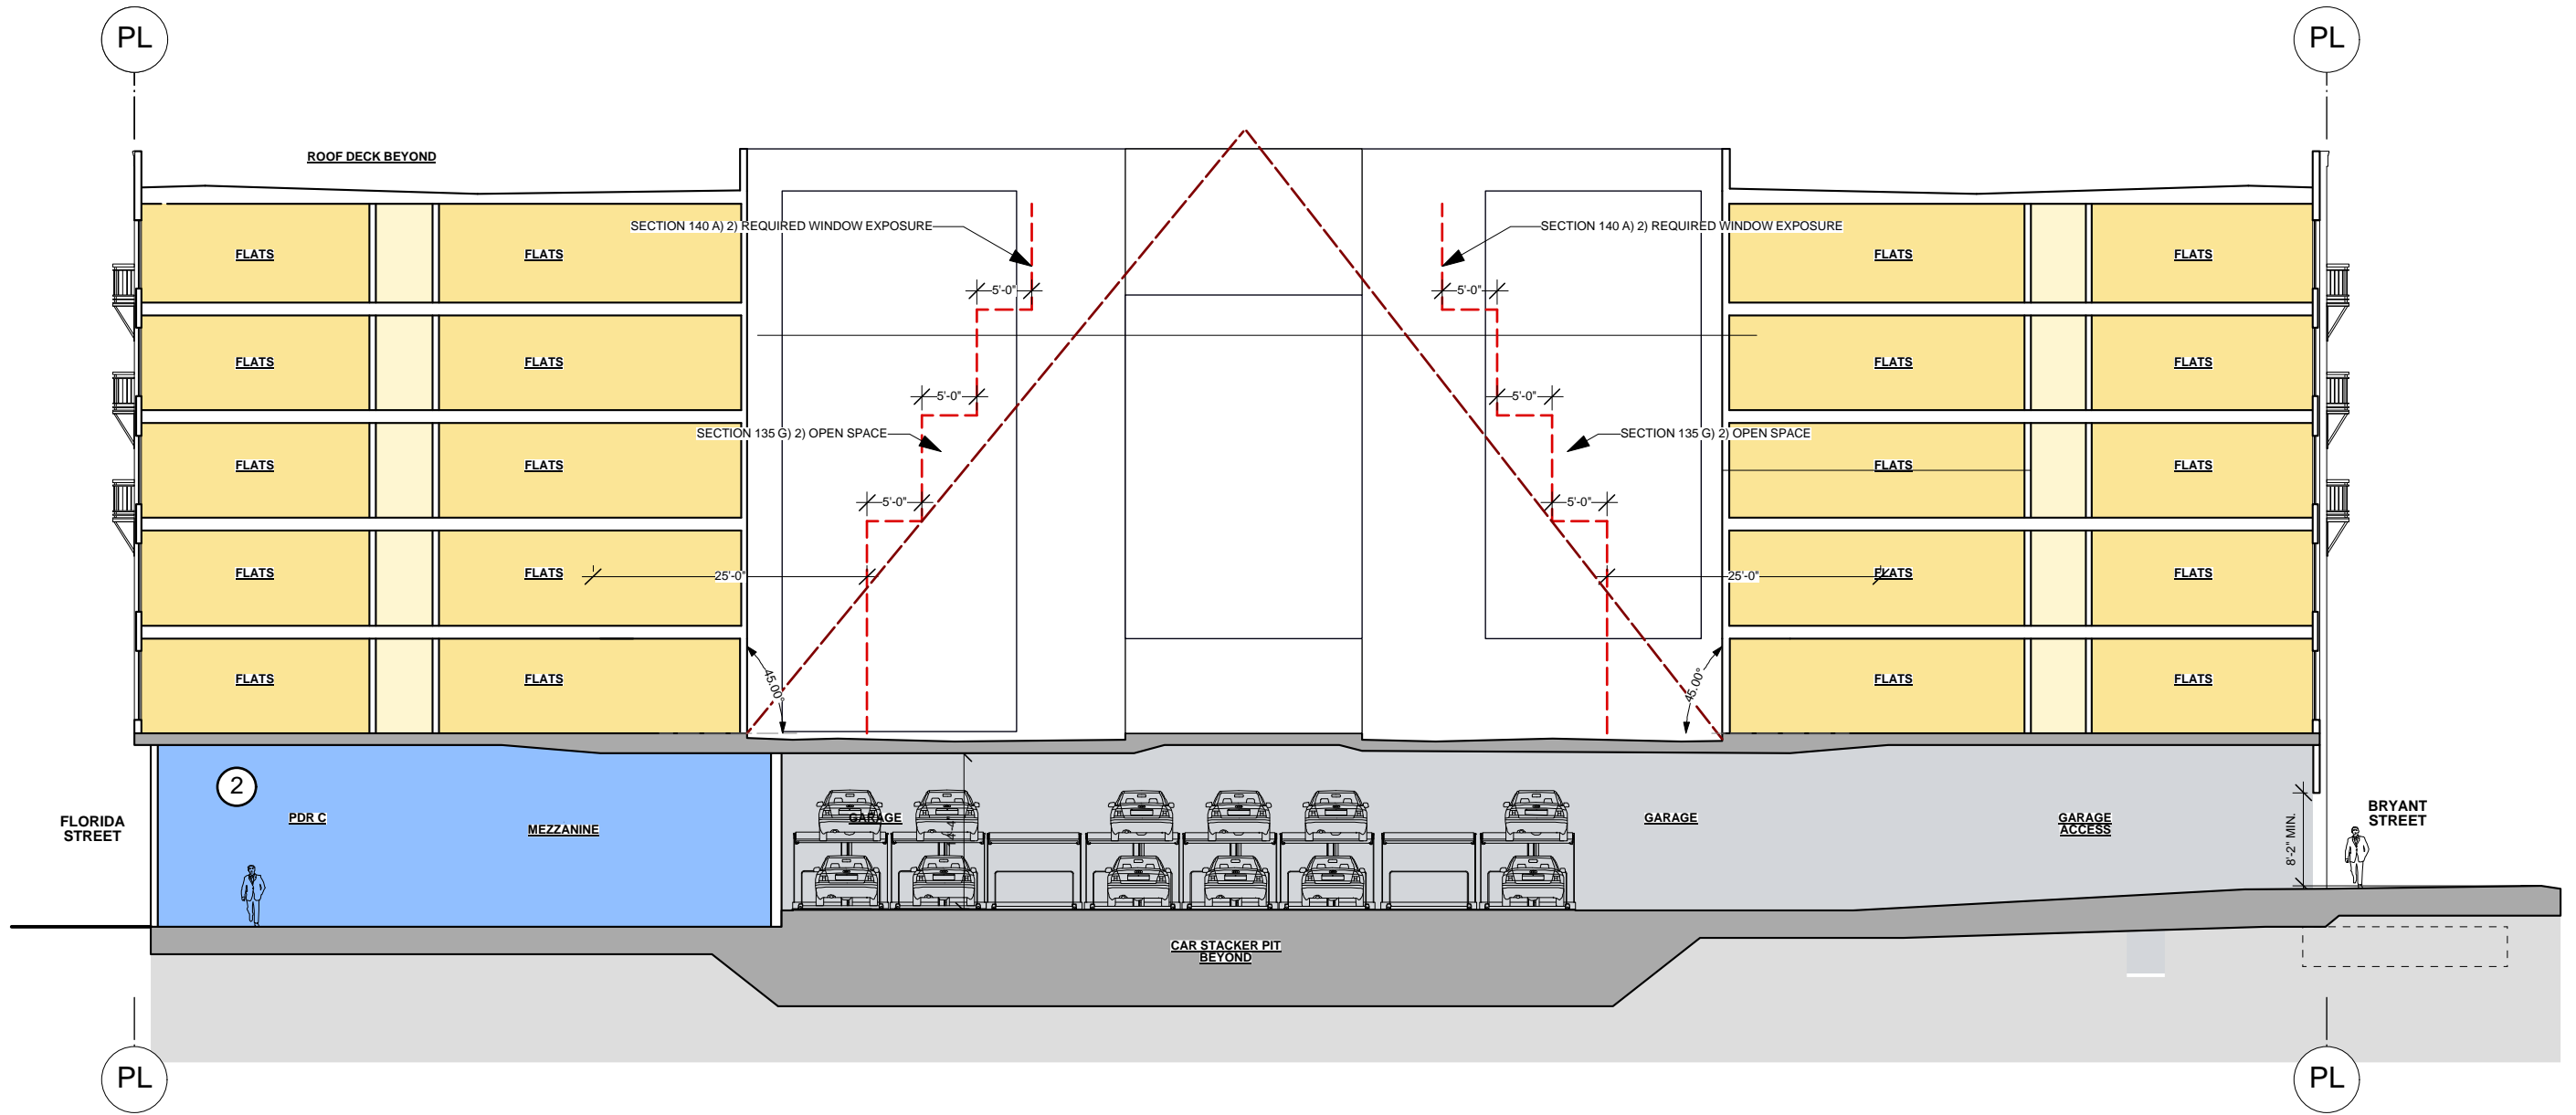 PL
PL
ROOF DECK BEYOND
SECTION 140 A) 2) REQUIRED WINDOW EXPOSURE
SECTION 140 A) 2) REQUIRED WINDOW EXPOSURE
FLATS
FLATS
FLATS
FLATS
5'-0"
5'-0"
FLATS
FLATS
FLATS
FLATS
5'-0"
5'-0"
SECTION 135 G) 2) OPEN SPACE
SECTION 135 G) 2) OPEN SPACE
FLATS
FLATS
FLATS
FLATS
5'-0"
5'-0"
FLATS
FLATS
25'-0"
25'-0"
FLATS
FLATS
FLATS
FLATS
45.00°
45.00°
FLATS
FLATS
2
FLORIDA
STREET
PDR C
MEZZANINE
GARAGE
GARAGE
GARAGE
ACCESS
8'-2" MIN.
BRYANT
STREET
CAR STACKER PIT
BEYOND
PL
PL